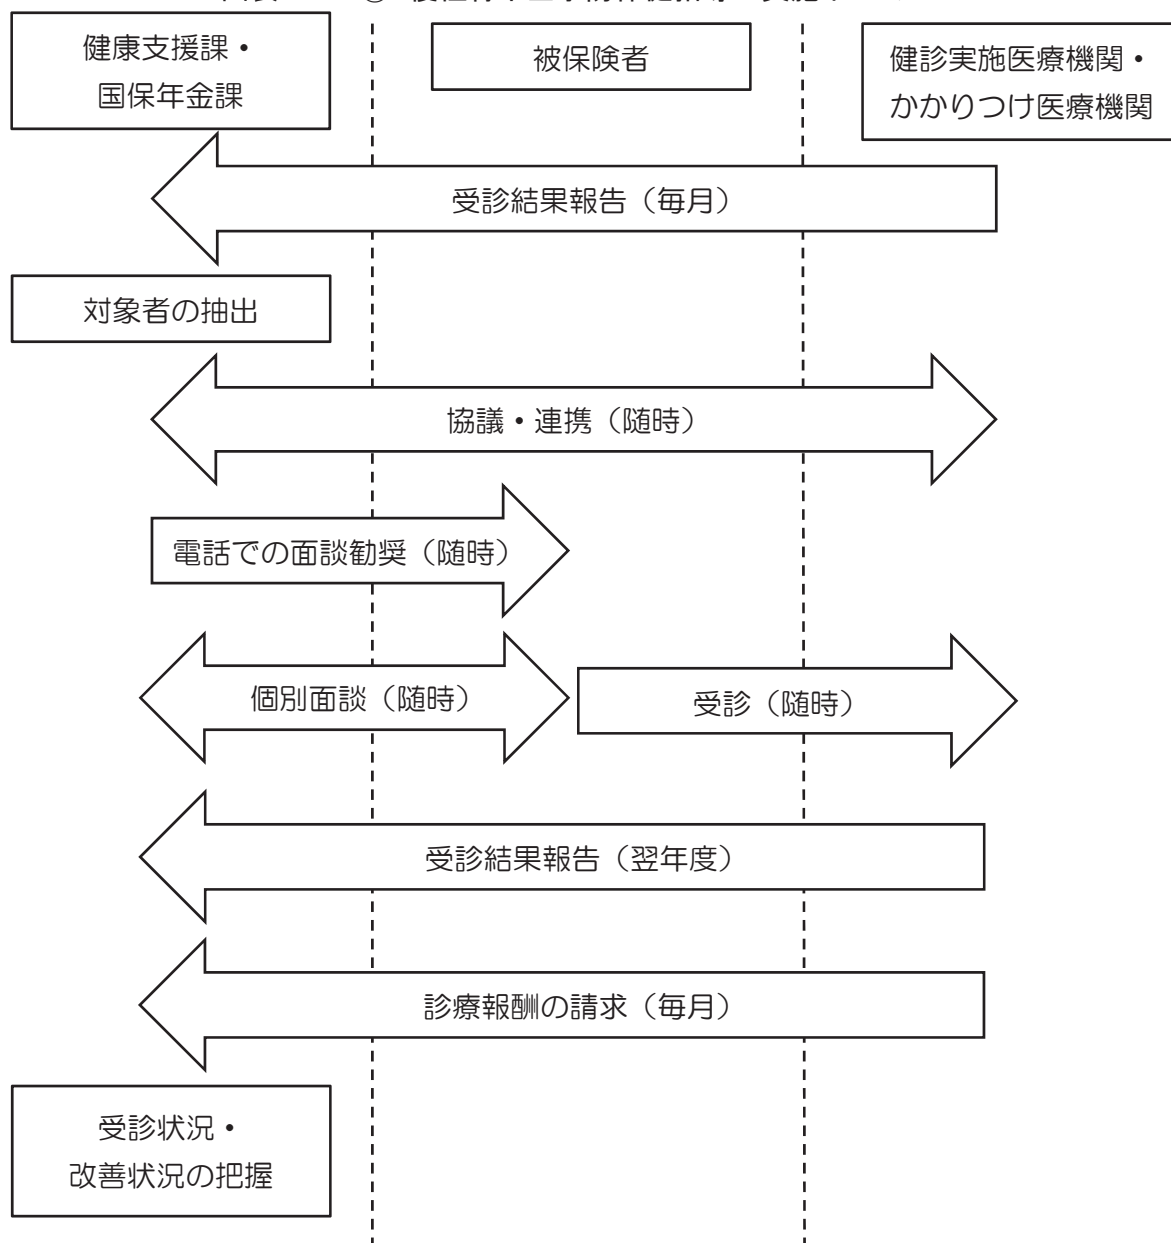 健康支援課・
国保年金課
被保険者
健診実施医療機関・
かかりつけ医療機関
受診結果報告（毎月）
対象者の抽出
協議・連携（随時）
電話での面談勧奨（随時）
個別面談（随時）
受診（随時）
受診結果報告（翌年度）
診療報酬の請求（毎月）
受診状況・
改善状況の把握